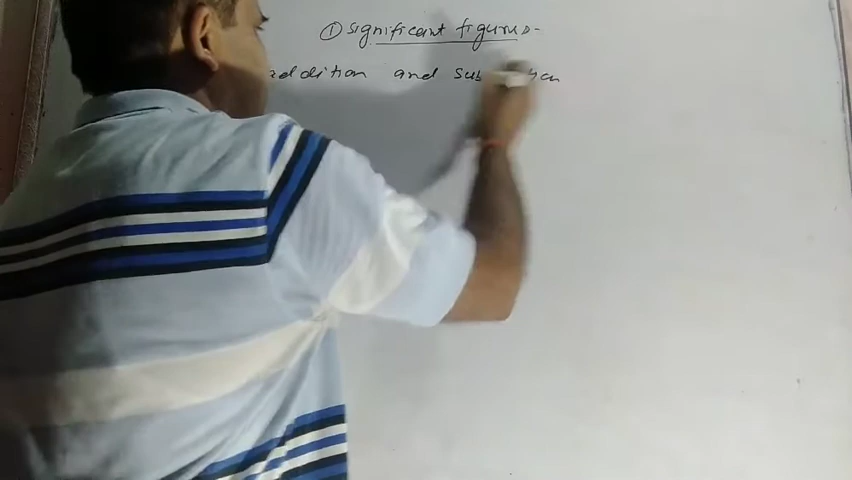 ① Significant figures-
addition and